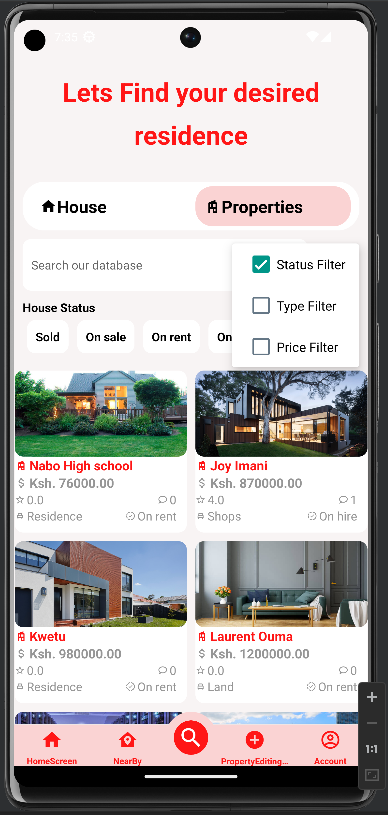 7:35
Lets Find your desired
residence
House
Properties
Search our database
Status Filter
Type Filter
Price Filter
House Status
Sold
On sale
On rent
On
Nabo High school
$ Ksh. 76000.00
0.0
0
Residence
On rent
Joy Imani
$ Ksh. 870000.00
4.0
1
Shops
On hire
Kwetu
$ Ksh. 980000.00
0.0
0
Residence
On rent
Laurent Ouma
$ Ksh. 1200000.00
0.0
0
Land
On rent
HomeScreen
NearBy
PropertyEditing...
Account
1:1